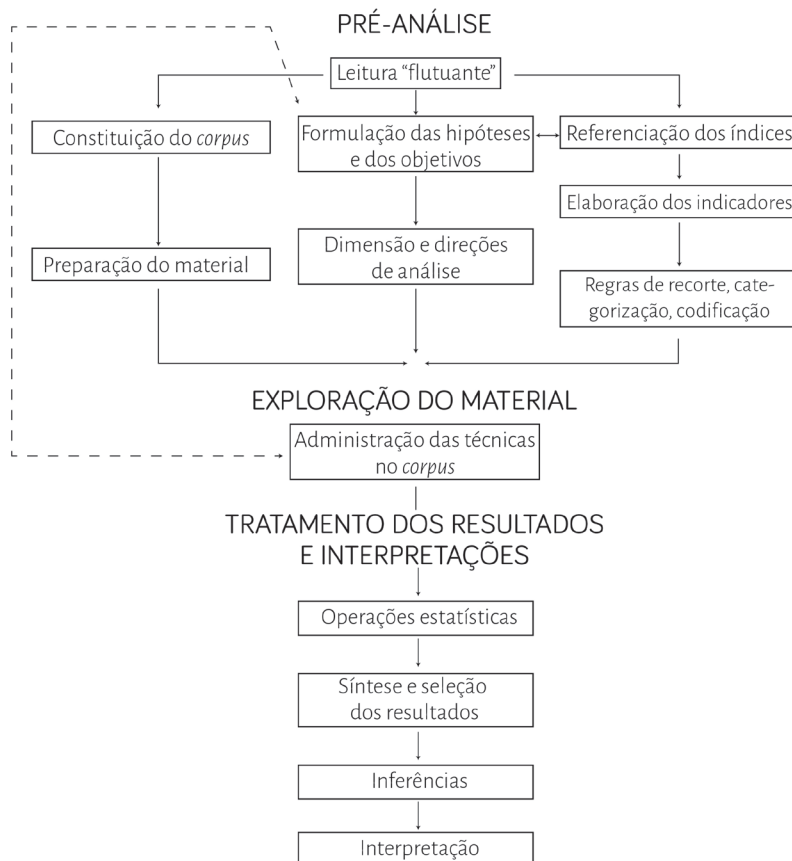 PRÉ-ANÁLISE
Leitura “flutuante”
Constituição do corpus
Formulação das hipóteses
e dos objetivos
Referenciação dos índices
Elaboração dos indicadores
Preparação do material
Dimensão e direções
de análise
Regras de recorte, cate-
gorização, codificação
EXPLORAÇÃO DO MATERIAL
Administração das técnicas
no corpus
TRATAMENTO DOS RESULTADOS
E INTERPRETAÇÕES
Operações estatísticas
Síntese e seleção
dos resultados
Inferências
Interpretação